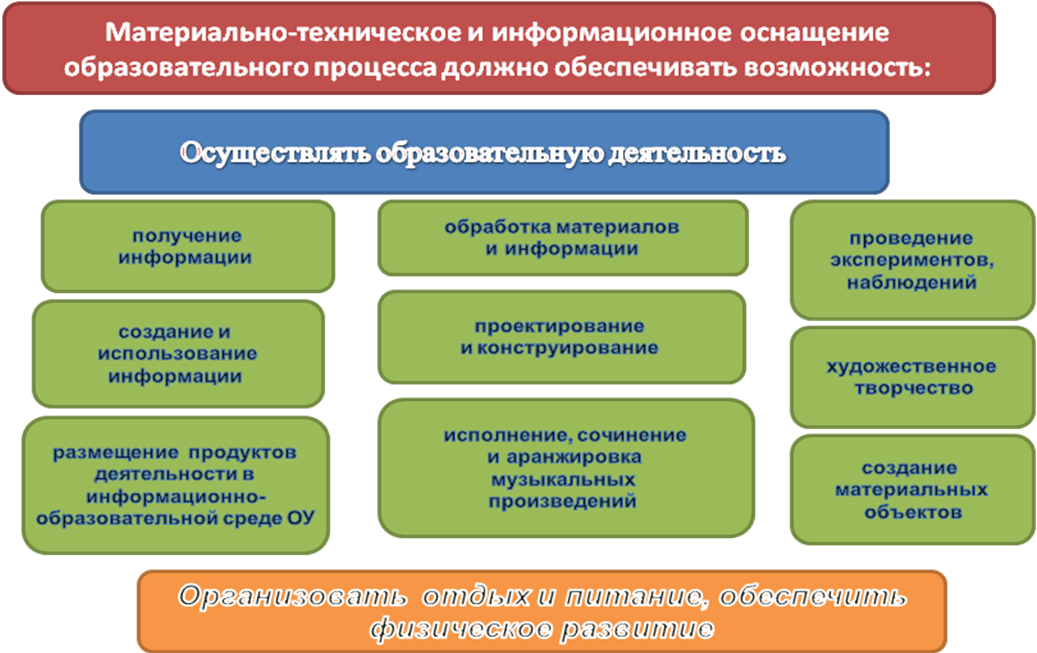 Материально-техническое и информационное оснащение
образовательного процесса должно обеспечивать возможность:
Осуществлять образовательную деятельность
получение
информации
создание и
использование
информации
размещение продуктов
деятельности в
информационно-
образовательной среде ОУ
обработка материалов
и информации
проектирование
и конструирование
исполнение, сочинение
и аранжировка
музыкальных
произведений
проведение
экспериментов,
наблюдений
художественное
творчество
создание
материальных
объектов
Организовать отдых и питание, обеспечить
физическое развитие